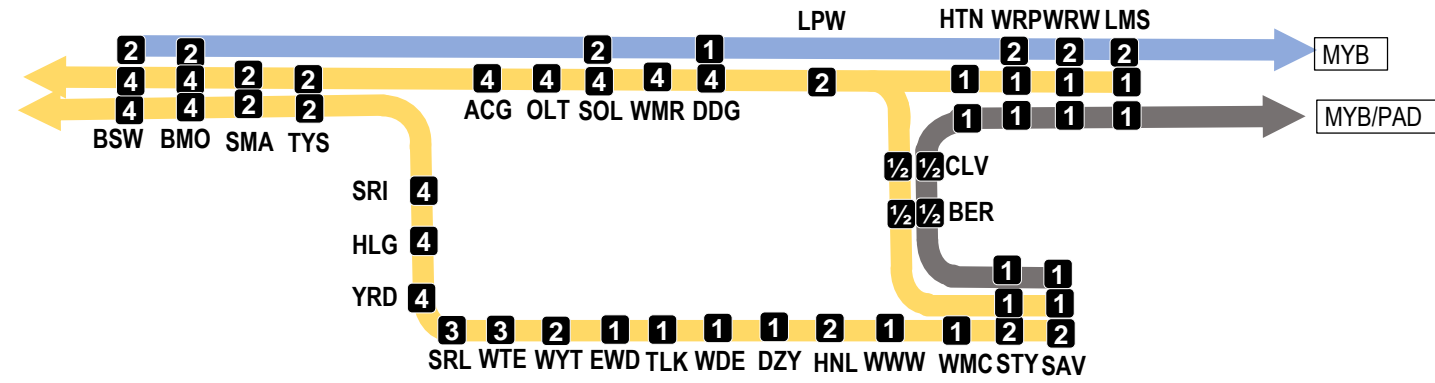 LPW HTN WRP WRW LMS
2 2 2 1 2 2 2
MYB
4 4 2 2 4 4 4 4 4 2 1 1 1 1
4 4 2 2
ACG OLT SOL WMR DDG
1 1 1 1
MYB/PAD
BSW BMO SMA TYS
½ ½ CLV
SRI 4
½ ½ BER
HLG 4
1 1
YRD 4
1 1
3 3 2 1 1 1 1 2 1 1 2 2
SRL WTE WYT EWD TLK WDE DZY HNL WWW WMC STY SAV